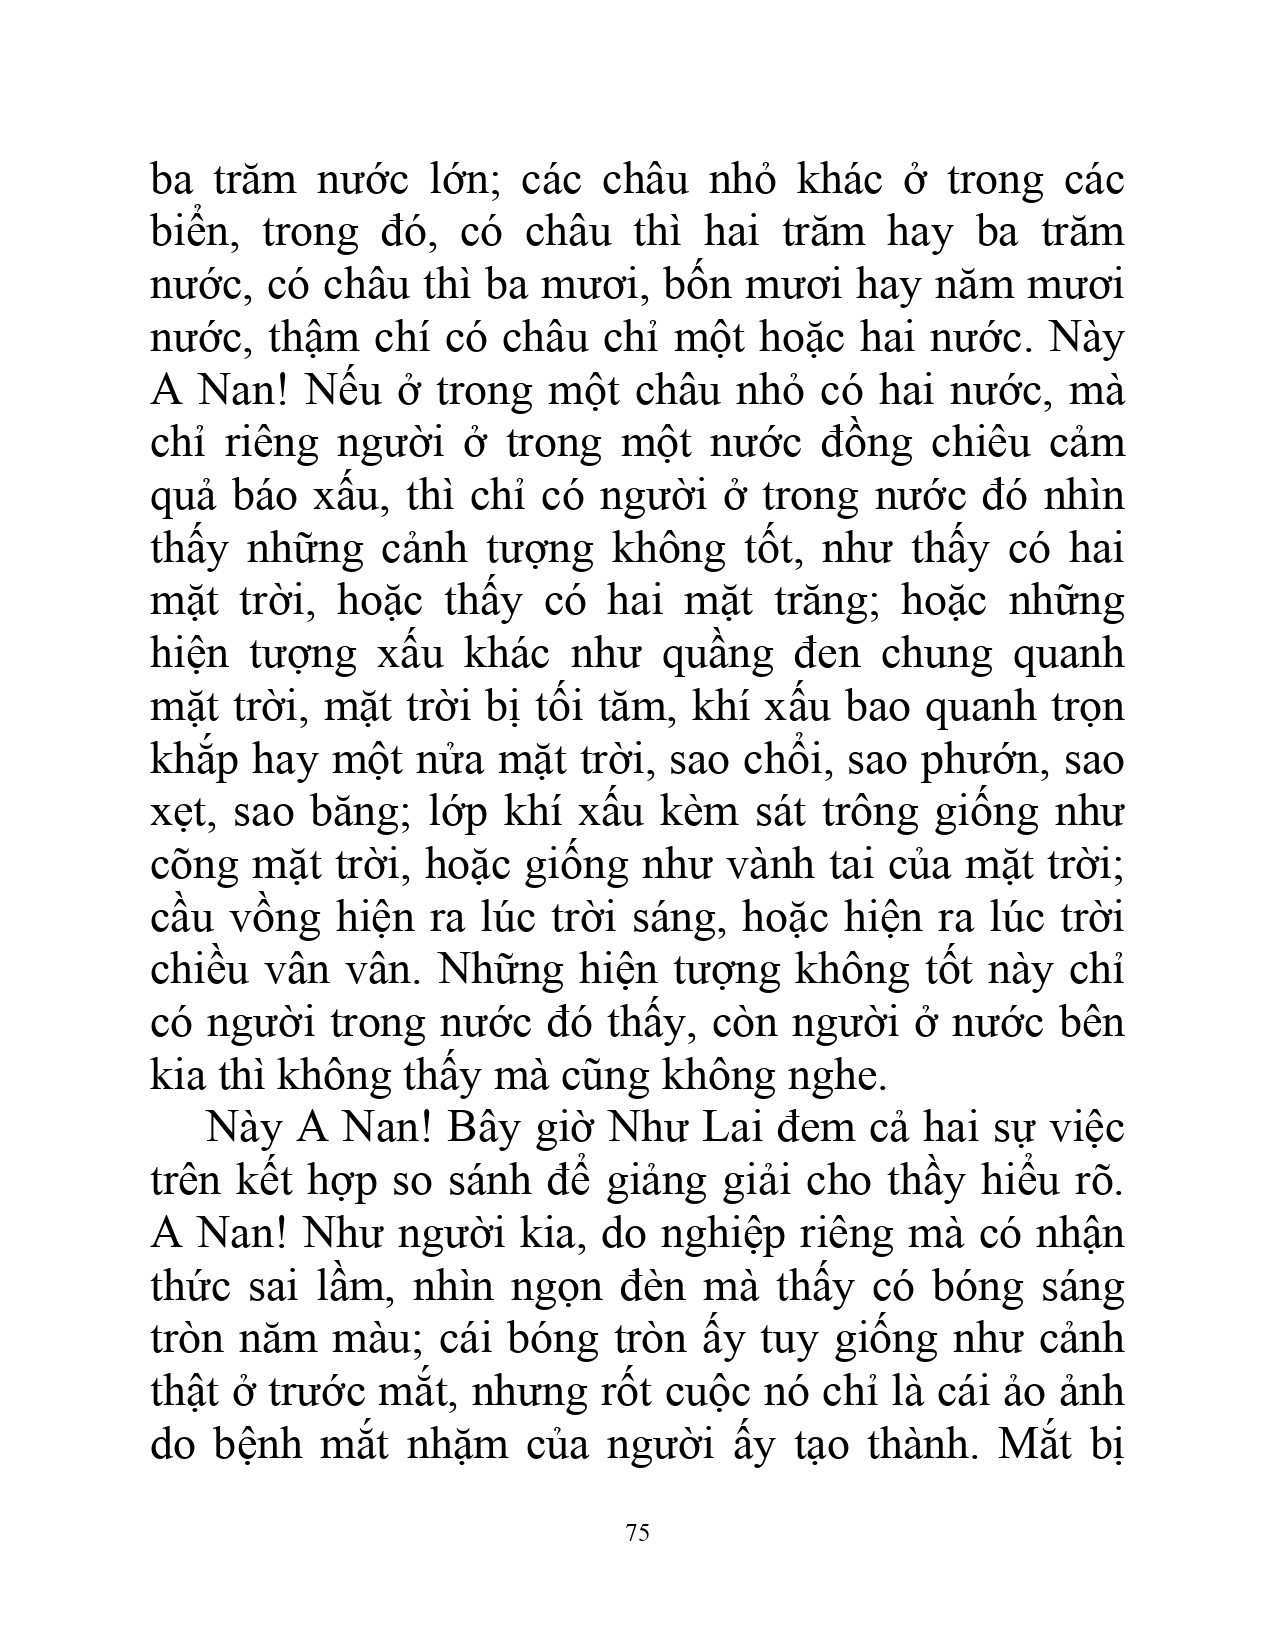 ba trăm nước lớn; các châu nhỏ khác ở trong các
biển, trong đó, có châu thì hai trăm hay ba trăm
nước, có châu thì ba mươi, bốn mươi hay năm mươi
nước, thậm chí có châu chỉ một hoặc hai nước. Này
A Nan! Nếu ở trong một châu nhỏ có hai nước, mà
chỉ riêng người ở trong một nước đồng chiêu cảm
quả báo xấu, thì chỉ có người ở trong nước đó nhìn
thấy những cảnh tượng không tốt, như thấy có hai
mặt trời, hoặc thấy có hai mặt trăng; hoặc những
hiện tượng xấu khác như quầng đen chung quanh
mặt trời, mặt trời bị tối tăm, khí xấu bao quanh trọn
khắp hay một nửa mặt trời, sao chổi, sao phướn, sao
xẹt, sao băng; lớp khí xấu kèm sát trông giống như
cõng mặt trời, hoặc giống như vành tai của mặt trời;
cầu vồng hiện ra lúc trời sáng, hoặc hiện ra lúc trời
chiều vân vân. Những hiện tượng không tốt này chỉ
có người trong nước đó thấy, còn người ở nước bên
kia thì không thấy mà cũng không nghe.
Này A Nan! Bây giờ Như Lai đem cả hai sự việc
trên kết hợp so sánh để giảng giải cho thầy hiểu rõ.
A Nan! Như người kia, do nghiệp riêng mà có nhận
thức sai lầm, nhìn ngọn đèn mà thấy có bóng sáng
tròn năm màu; cái bóng tròn ấy tuy giống như cảnh
thật ở trước mắt, nhưng rốt cuộc nó chỉ là cái ảo ảnh
do bệnh mắt nhặm của người ấy tạo thành. Mắt bị
75